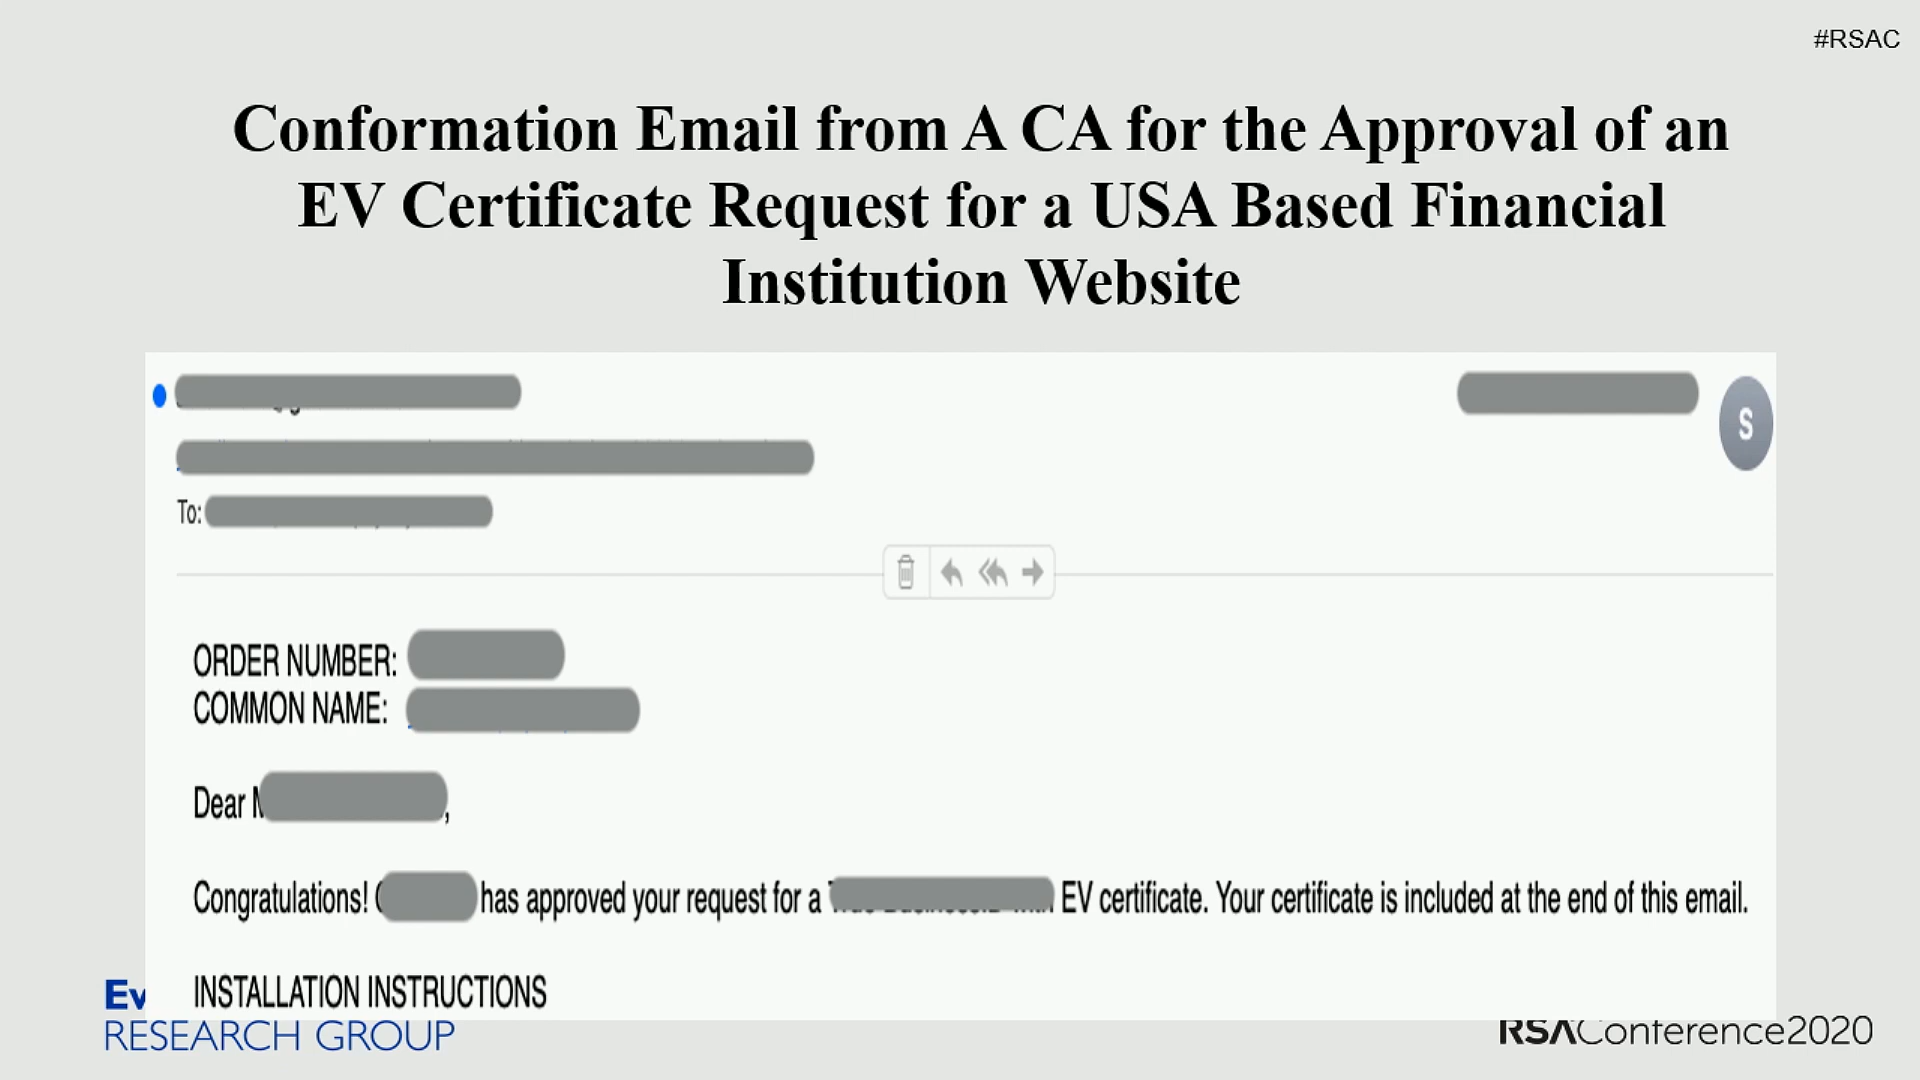 #RSAC
Conformation Email from A CA for the Approval of an
EV Certificate Request for a USA Based Financial
Institution Website
S
To:
ORDER NUMBER:
COMMON NAME:
Dear M ,
Congratulations! has approved your request for a EV certificate. Your certificate is included at the end of this email.
INSTALLATION INSTRUCTIONS
Ev
RESEARCH GROUP
RSAConference2020